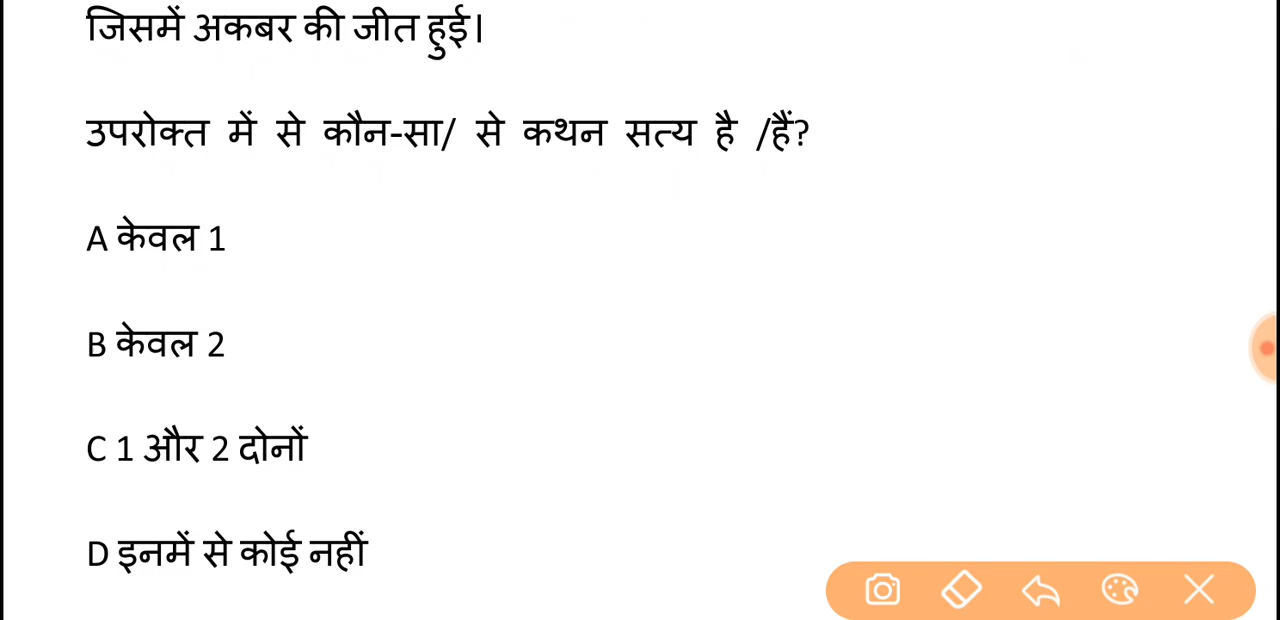 जिसमें अकबर की जीत हुई।
उपरोक्त में से कौन-सा/ से कथन सत्य है /हैं?
A केवल 1
B केवल 2
C 1 और 2 दोनों
D इनमें से कोई नहीं